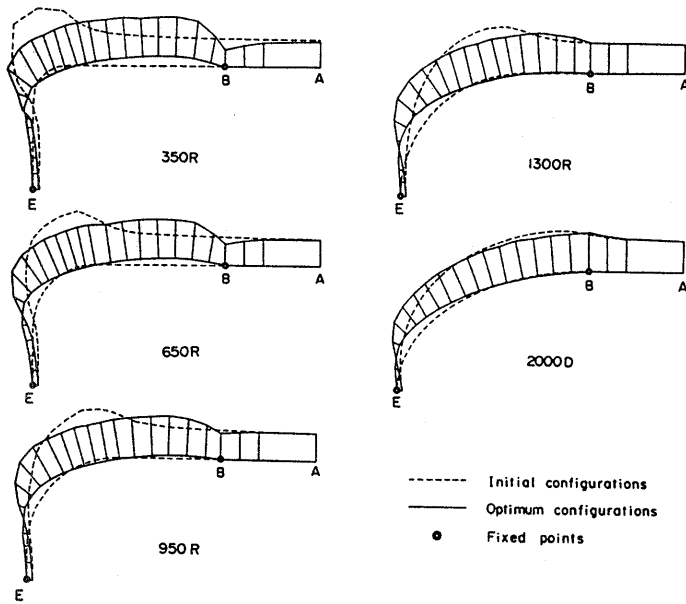 B
A
350R
E
B
A
650R
E
B
A
950R
E
B
A
1300R
E
B
A
2000D
E
Initial configurations
Optimum configurations
Fixed points